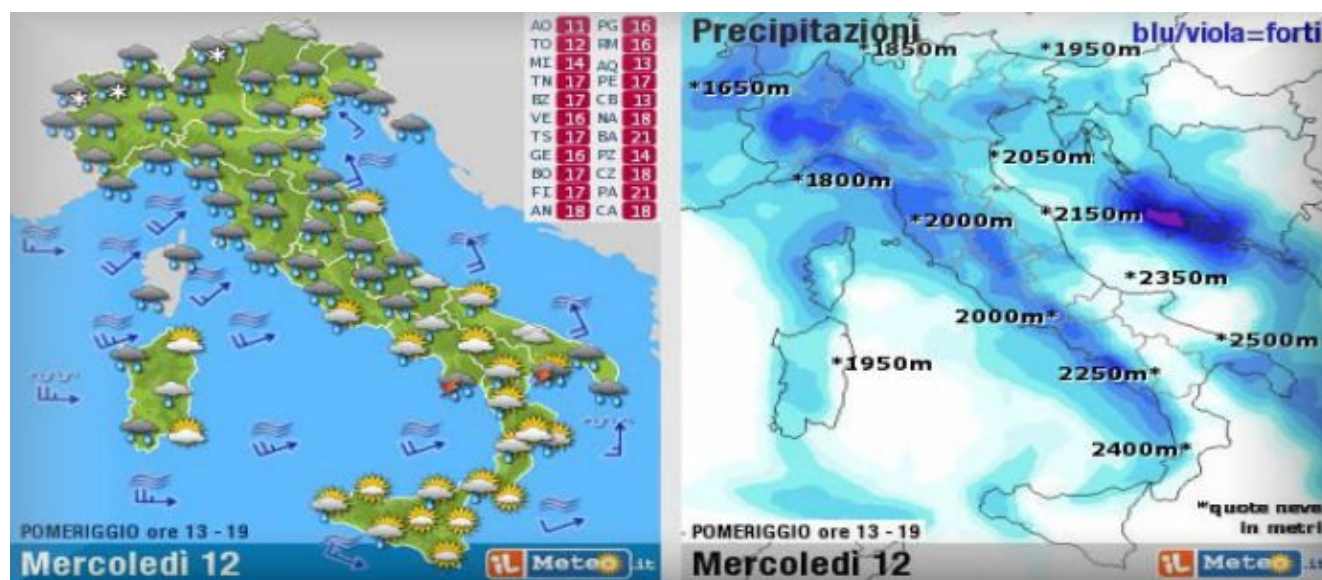 AO 11 PG 16
TO 12 RM 16
MI 14 AQ 13
TN 17 PE 17
BZ 17 CB 13
VE 16 NA 18
TS 17 BA 21
GE 16 PZ 14
BO 17 CZ 18
FI 17 PA 21
AN 18 CA 18
POMERIGGIO ore 13 - 19
Mercoledì 12
iL Meteo.it
Precipitazioni
blu/viola=forti
*1850m
*1950m
*1650m
*2050m
*1800m
*2000m
*2150m
*2350m
2000m*
*2500m
*1950m
2250m*
2400m*
*quote neve
in metri
- POMERIGGIO ore 13 - 19
Mercoledì 12
iL Meteo.it